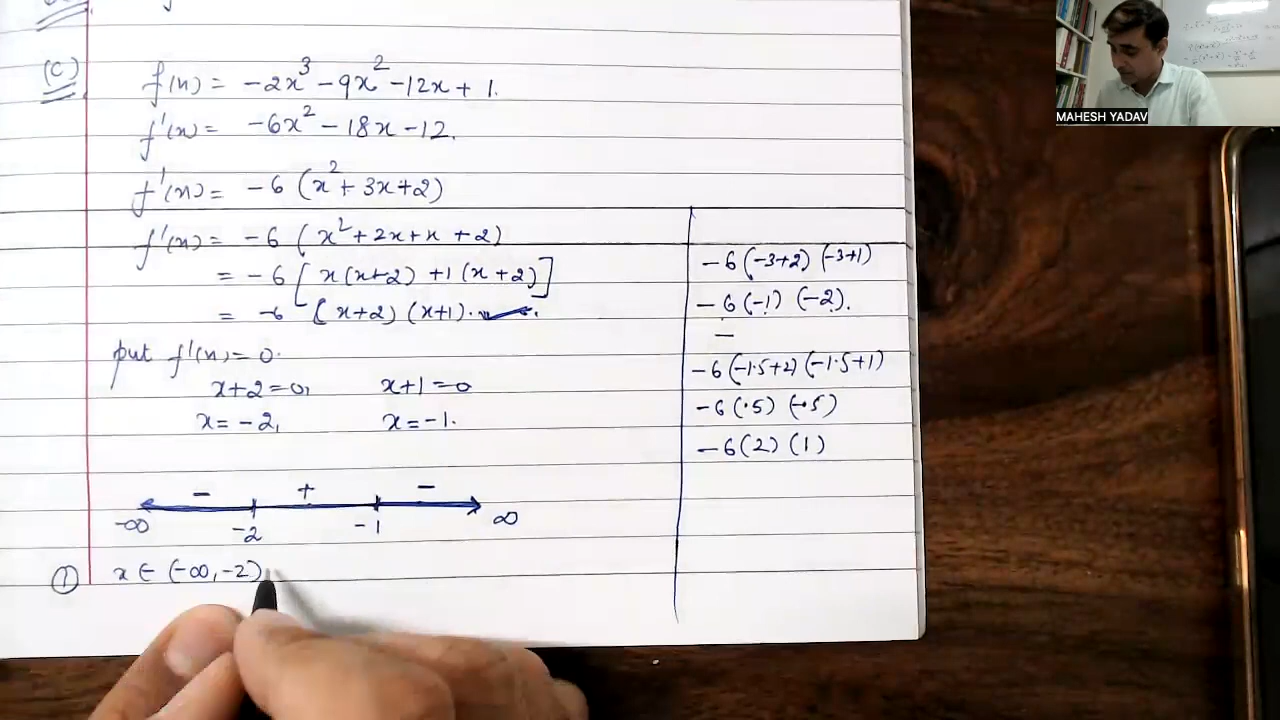 (C) f(x) = -2x³ - 9x² - 12x + 1.
f'(x) = -6x² - 18x - 12.
f'(x) = -6 (x² + 3x + 2)
f'(x) = -6 (x² + 2x + x + 2)
= -6 [x(x+2) + 1(x+2)]
= -6 [x+2) (x+1).
put f'(x) = 0.
x+2 = 0, x+1 = 0
x = -2, x = -1.
- + -
-∞ -2 -1 ∞
① x ∈ (-∞, -2)
-6 (-3+2) (-3+1)
-6 (-1) (-2).
-
-6 (-1.5+2) (-1.5+1)
-6 (.5) (-.5)
-6 (2) (1)
MAHESH YADAV